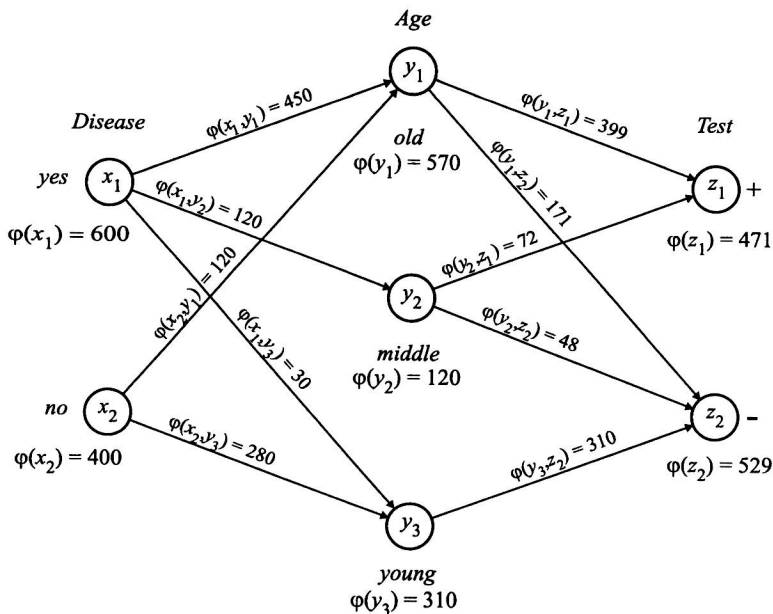 Age
y₁
old
φ(y₁) = 570
Disease
yes
x₁
φ(x₁) = 600
no
x₂
φ(x₂) = 400
φ(x₁,y₁) = 450
φ(x₁,y₂) = 120
φ(x₂,y₁) = 120
φ(x₁,y₃) = 30
φ(x₂,y₃) = 280
y₂
middle
φ(y₂) = 120
y₃
young
φ(y₃) = 310
φ(y₁,z₁) = 399
φ(y₁,z₂) = 171
φ(y₂,z₁) = 72
φ(y₂,z₂) = 48
φ(y₃,z₂) = 310
Test
z₁ +
φ(z₁) = 471
z₂ -
φ(z₂) = 529